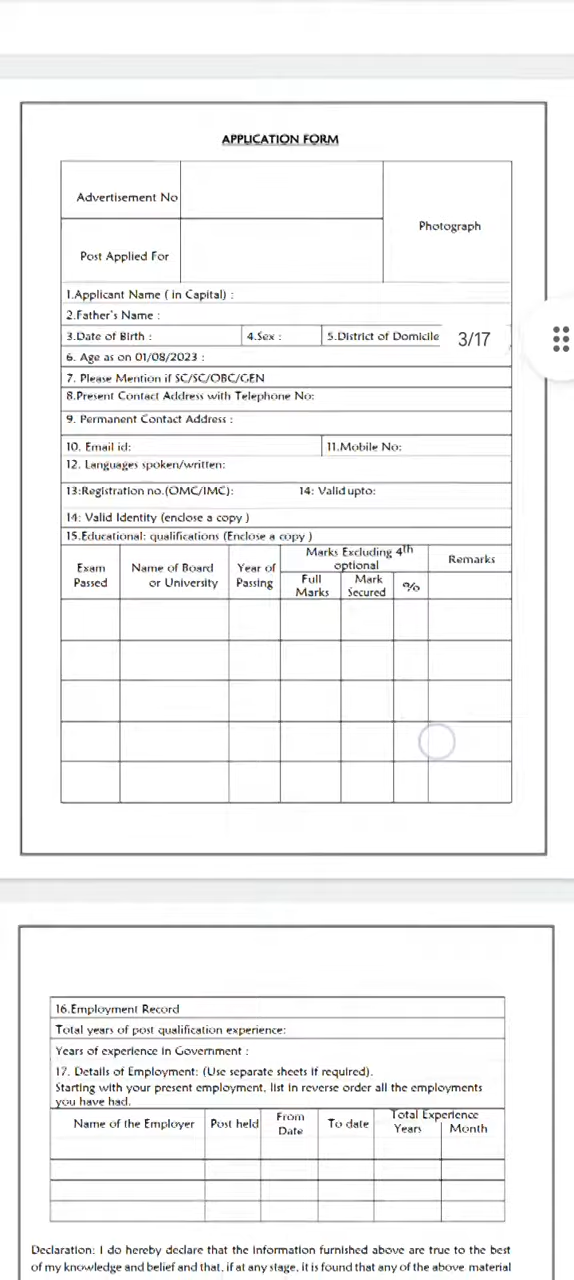 APPLICATION FORM
Advertisement No
Photograph
Post Applied For
1.Applicant Name ( in Capital) :
2.Father's Name :
3.Date of Birth : 4.Sex : 5.District of Domicile
3/17
6. Age as on 01/08/2023 :
7. Please Mention if SC/SC/OBC/GEN
8.Present Contact Address with Telephone No:
9. Permanent Contact Address :
10. Email id: 11.Mobile No:
12. Languages spoken/written:
13:Registration no.(OMC/IMC): 14: Valid upto:
14: Valid Identity (enclose a copy )
15.Educational: qualifications (Enclose a copy )
Exam Passed Name of Board or University Year of Passing Marks Excluding 4th optional Remarks
Full Marks Mark Secured %
16.Employment Record
Total years of post qualification experience:
Years of experience in Government :
17. Details of Employment: (Use separate sheets if required).
Starting with your present employment, list in reverse order all the employments
you have had.
Name of the Employer Post held From Date To date Total Experience
Years Month
Declaration: I do hereby declare that the information furnished above are true to the best
of my knowledge and belief and that, if at any stage, it is found that any of the above material